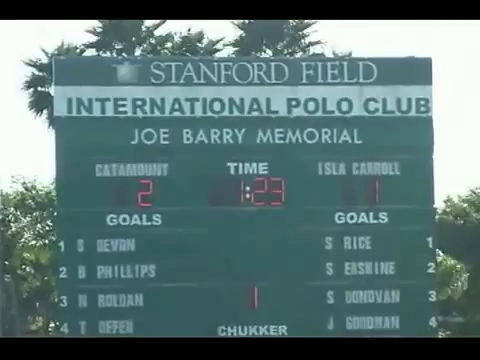 STANFORD FIELD
INTERNATIONAL POLO CLUB
JOE BARRY MEMORIAL
CATAMOUNT TIME ISLA CARROLL
2 1:23 1
GOALS GOALS
1 G DEVON S RICE 1
2 B PHILLIPS S ERSKINE 2
3 N ROLDAN 1 S DONOVAN 3
4 T OFFEN CHUKKER J GOODMAN 4